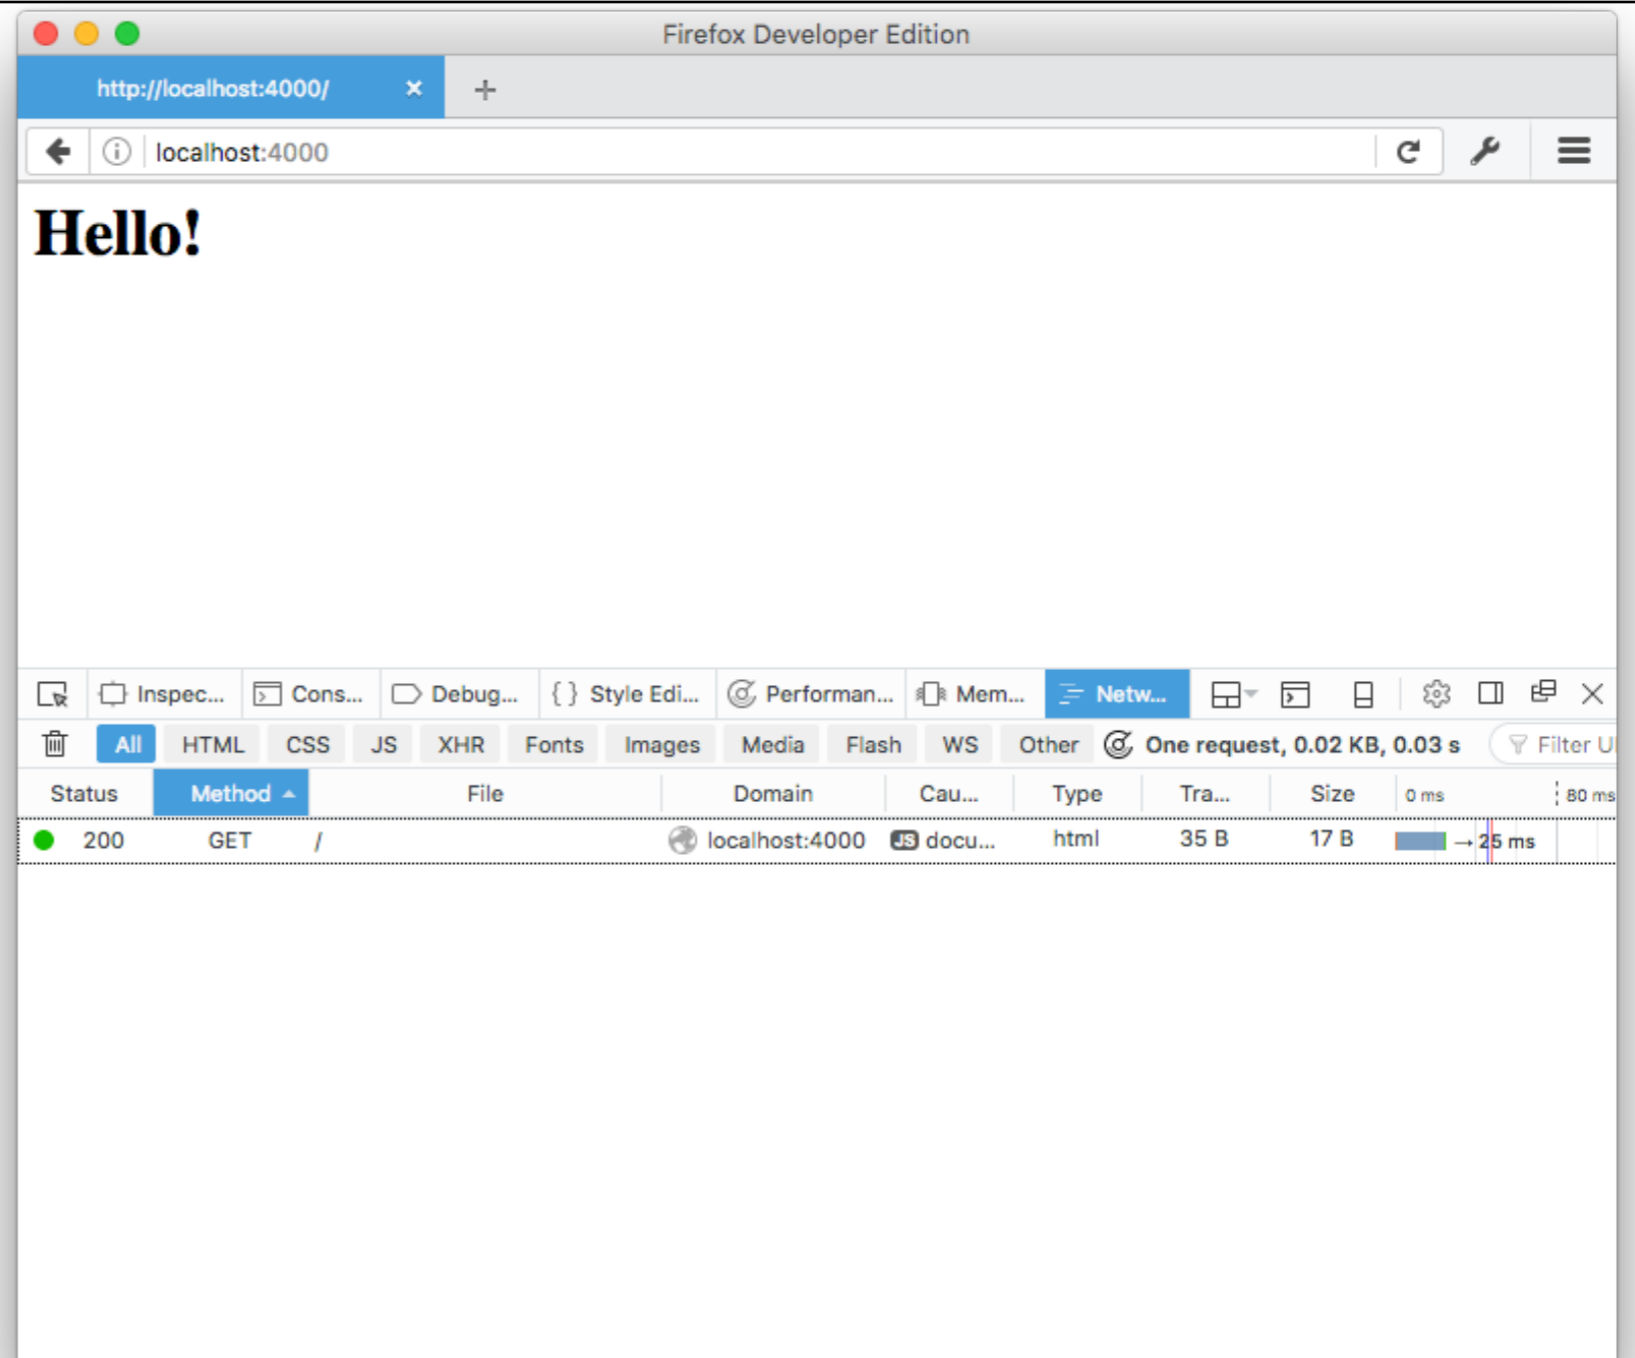 Firefox Developer Edition
http://localhost:4000/
localhost:4000
Hello!
Inspec... Cons... Debug... { } Style Edi... Performan... Mem... Netw...
All HTML CSS JS XHR Fonts Images Media Flash WS Other One request, 0.02 KB, 0.03 s Filter U
Status Method File Domain Cau... Type Tra... Size 0 ms 80 ms
200 GET / localhost:4000 JS docu... html 35 B 17 B → 25 ms